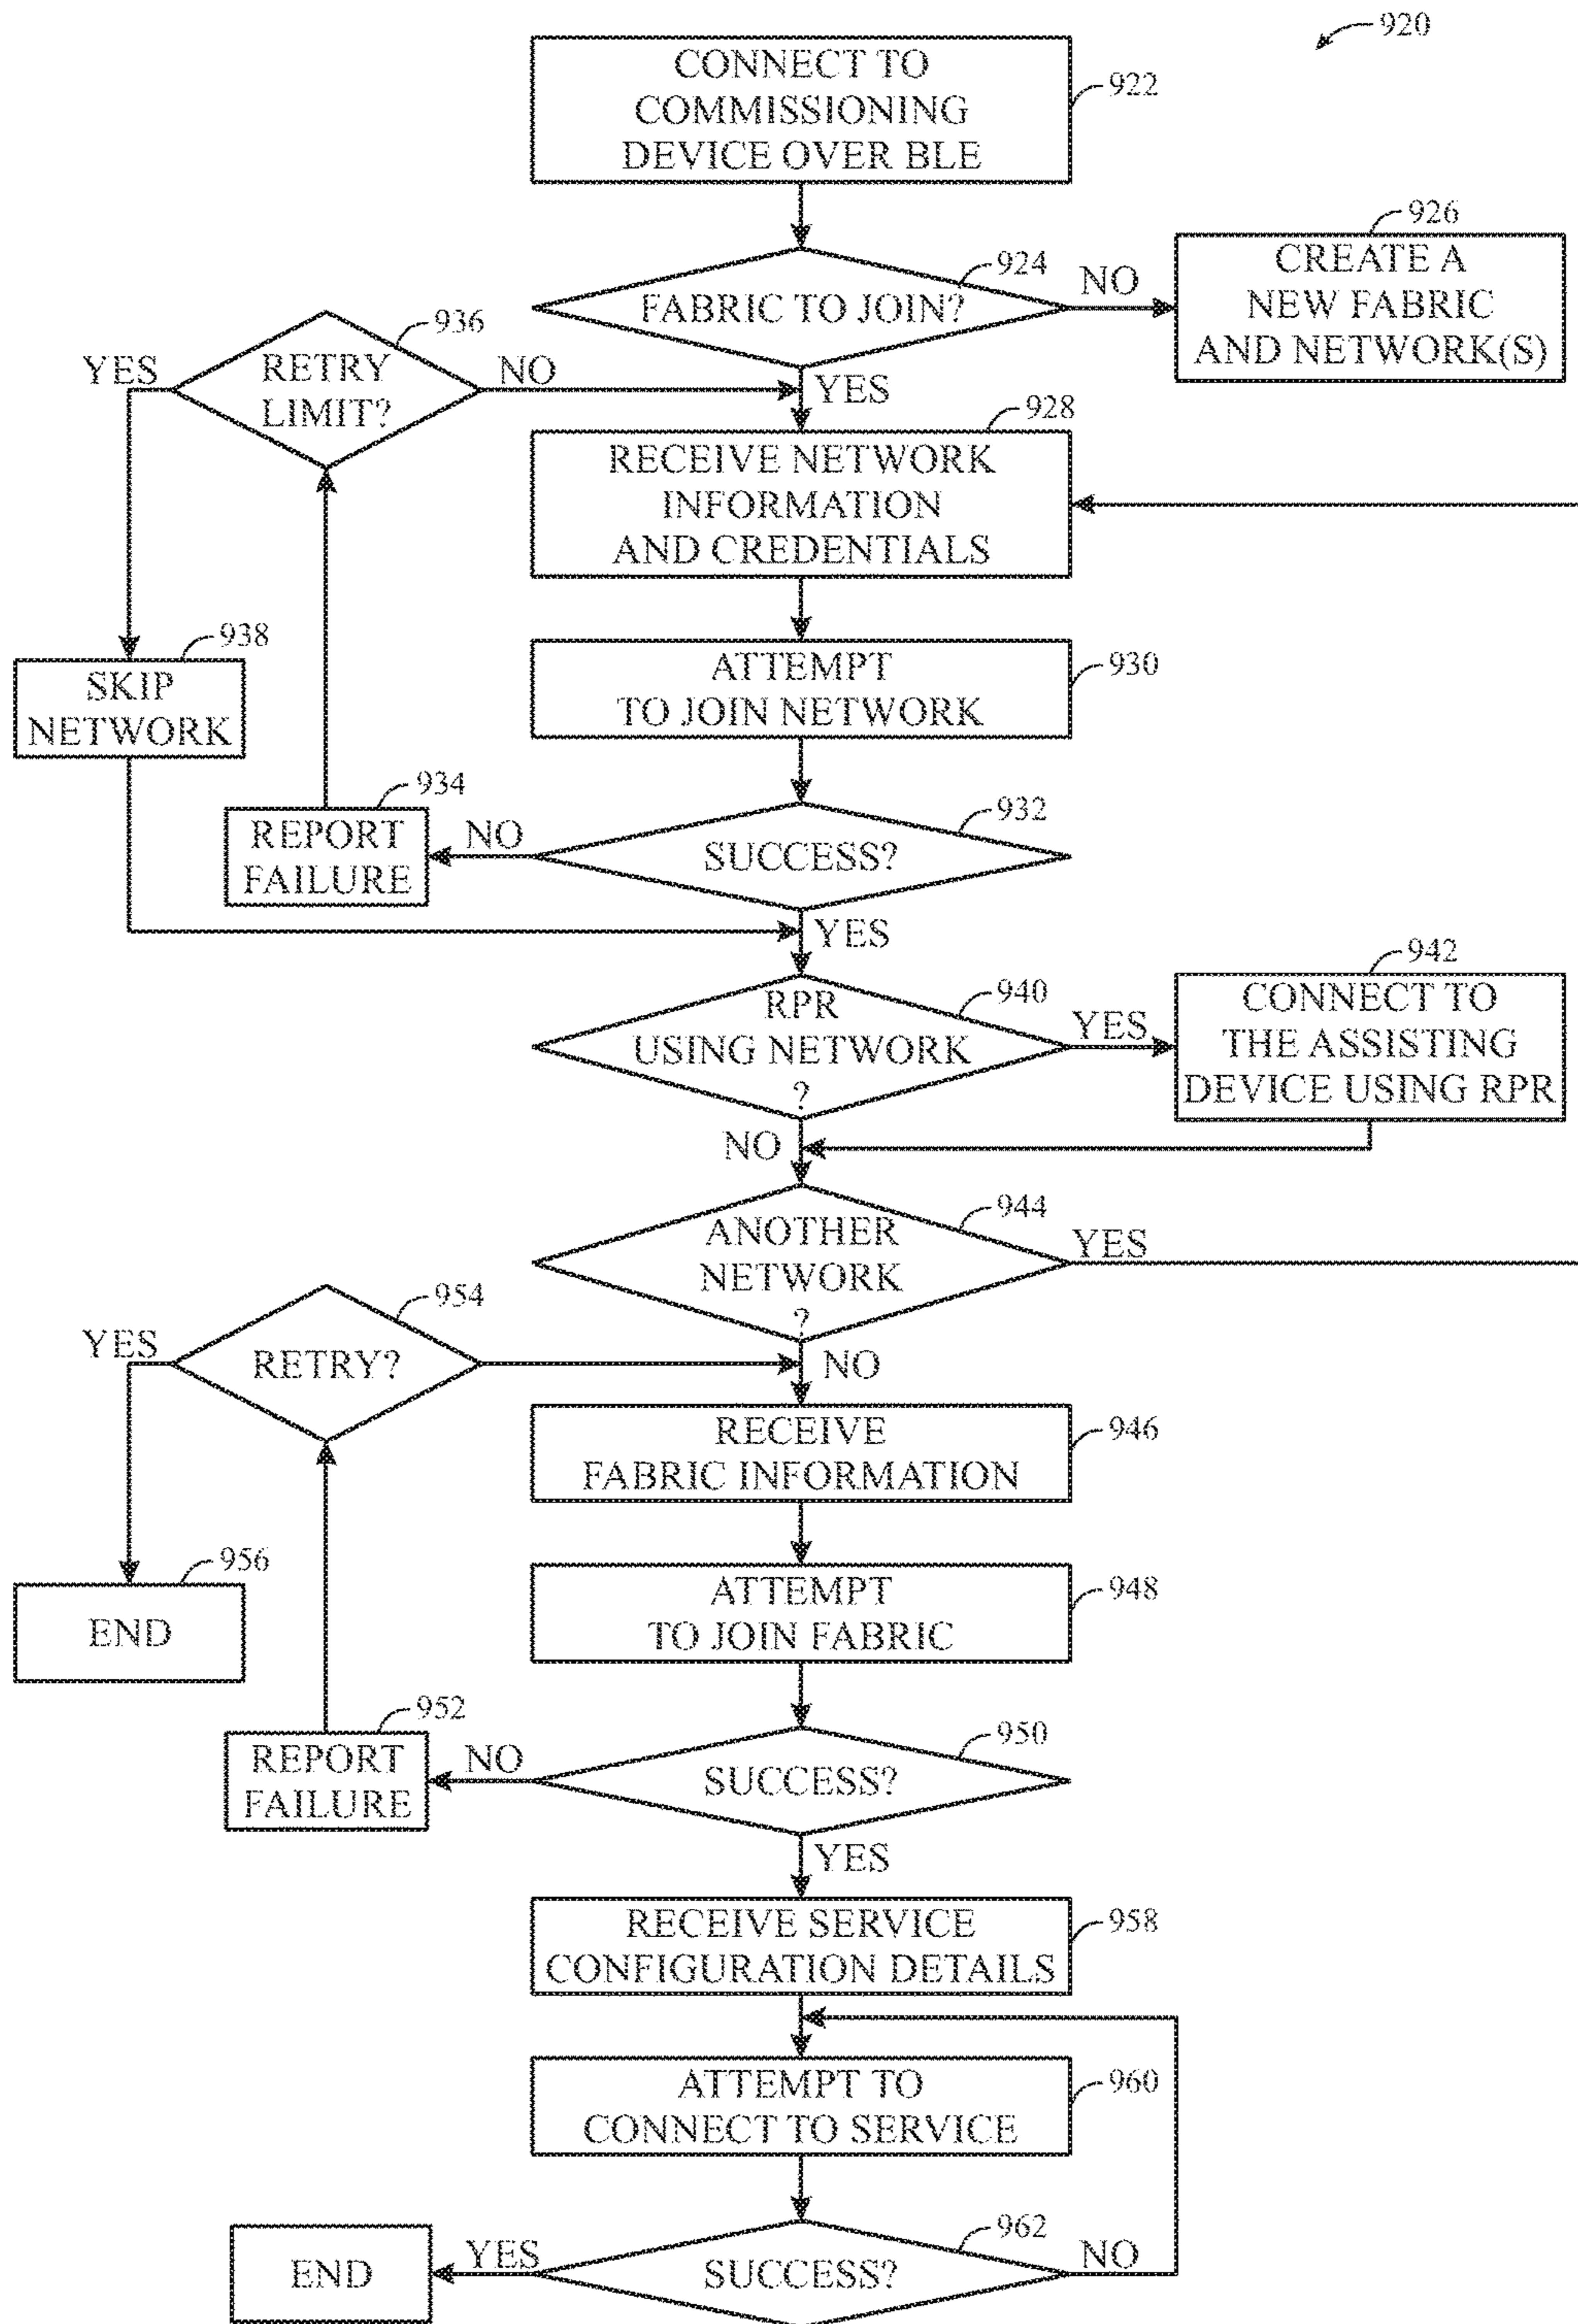 920
CONNECT TO
COMMISSIONING
DEVICE OVER BLE
922
FABRIC TO JOIN?
924
NO
926
CREATE A
NEW FABRIC
AND NETWORK(S)
YES
936
RETRY
LIMIT?
YES
NO
928
RECEIVE NETWORK
INFORMATION
AND CREDENTIALS
938
SKIP
NETWORK
ATTEMPT
TO JOIN NETWORK
930
934
REPORT
FAILURE
NO
932
SUCCESS?
YES
940
RPR
USING NETWORK
?
YES
942
CONNECT TO
THE ASSISTING
DEVICE USING RPR
NO
944
ANOTHER
NETWORK
?
YES
954
YES
RETRY?
NO
RECEIVE
FABRIC INFORMATION
946
956
END
ATTEMPT
TO JOIN FABRIC
948
952
REPORT
FAILURE
NO
950
SUCCESS?
YES
RECEIVE SERVICE
CONFIGURATION DETAILS
958
ATTEMPT TO
CONNECT TO SERVICE
960
962
END
YES
SUCCESS?
NO